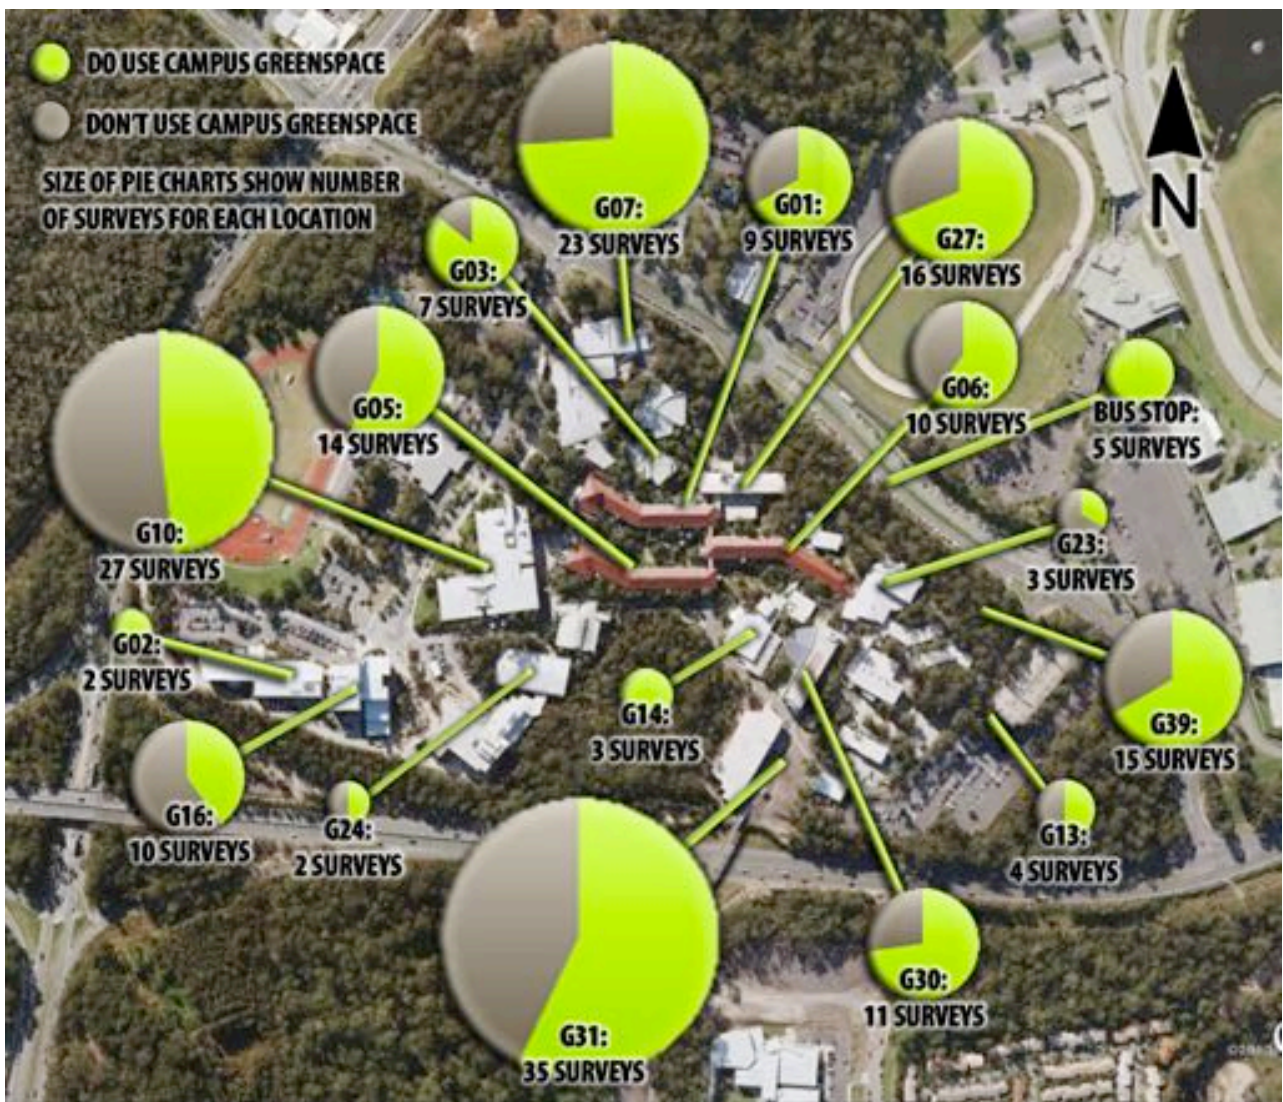 DO USE CAMPUS GREENSPACE
DON'T USE CAMPUS GREENSPACE
SIZE OF PIE CHARTS SHOW NUMBER
OF SURVEYS FOR EACH LOCATION
N
G07:
23 SURVEYS
G01:
9 SURVEYS
G27:
16 SURVEYS
G03:
7 SURVEYS
G05:
14 SURVEYS
G06:
10 SURVEYS
BUS STOP:
5 SURVEYS
G10:
27 SURVEYS
G23:
3 SURVEYS
G02:
2 SURVEYS
G14:
3 SURVEYS
G39:
15 SURVEYS
G16:
10 SURVEYS
G24:
2 SURVEYS
G13:
4 SURVEYS
G31:
35 SURVEYS
G30:
11 SURVEYS